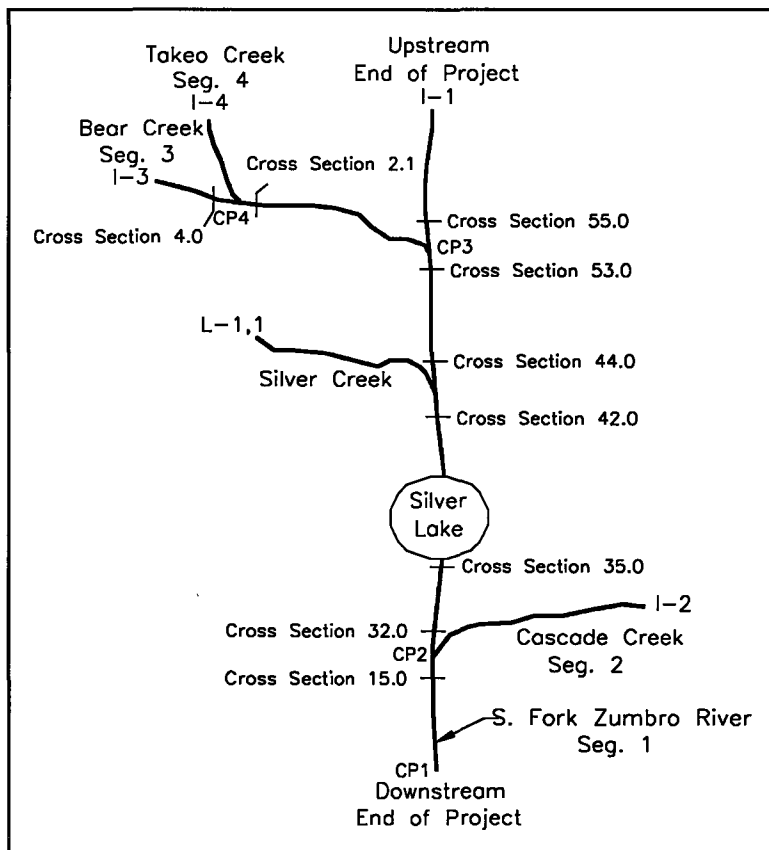 Upstream
End of Project
I-1
Takeo Creek
Seg. 4
I-4
Bear Creek
Seg. 3
I-3
Cross Section 2.1
CP4
Cross Section 4.0
Cross Section 55.0
CP3
Cross Section 53.0
L-1,1
Silver Creek
Cross Section 44.0
Cross Section 42.0
Silver
Lake
Cross Section 35.0
I-2
Cross Section 32.0
Cascade Creek
Seg. 2
CP2
Cross Section 15.0
S. Fork Zumbro River
Seg. 1
CP1
Downstream
End of Project